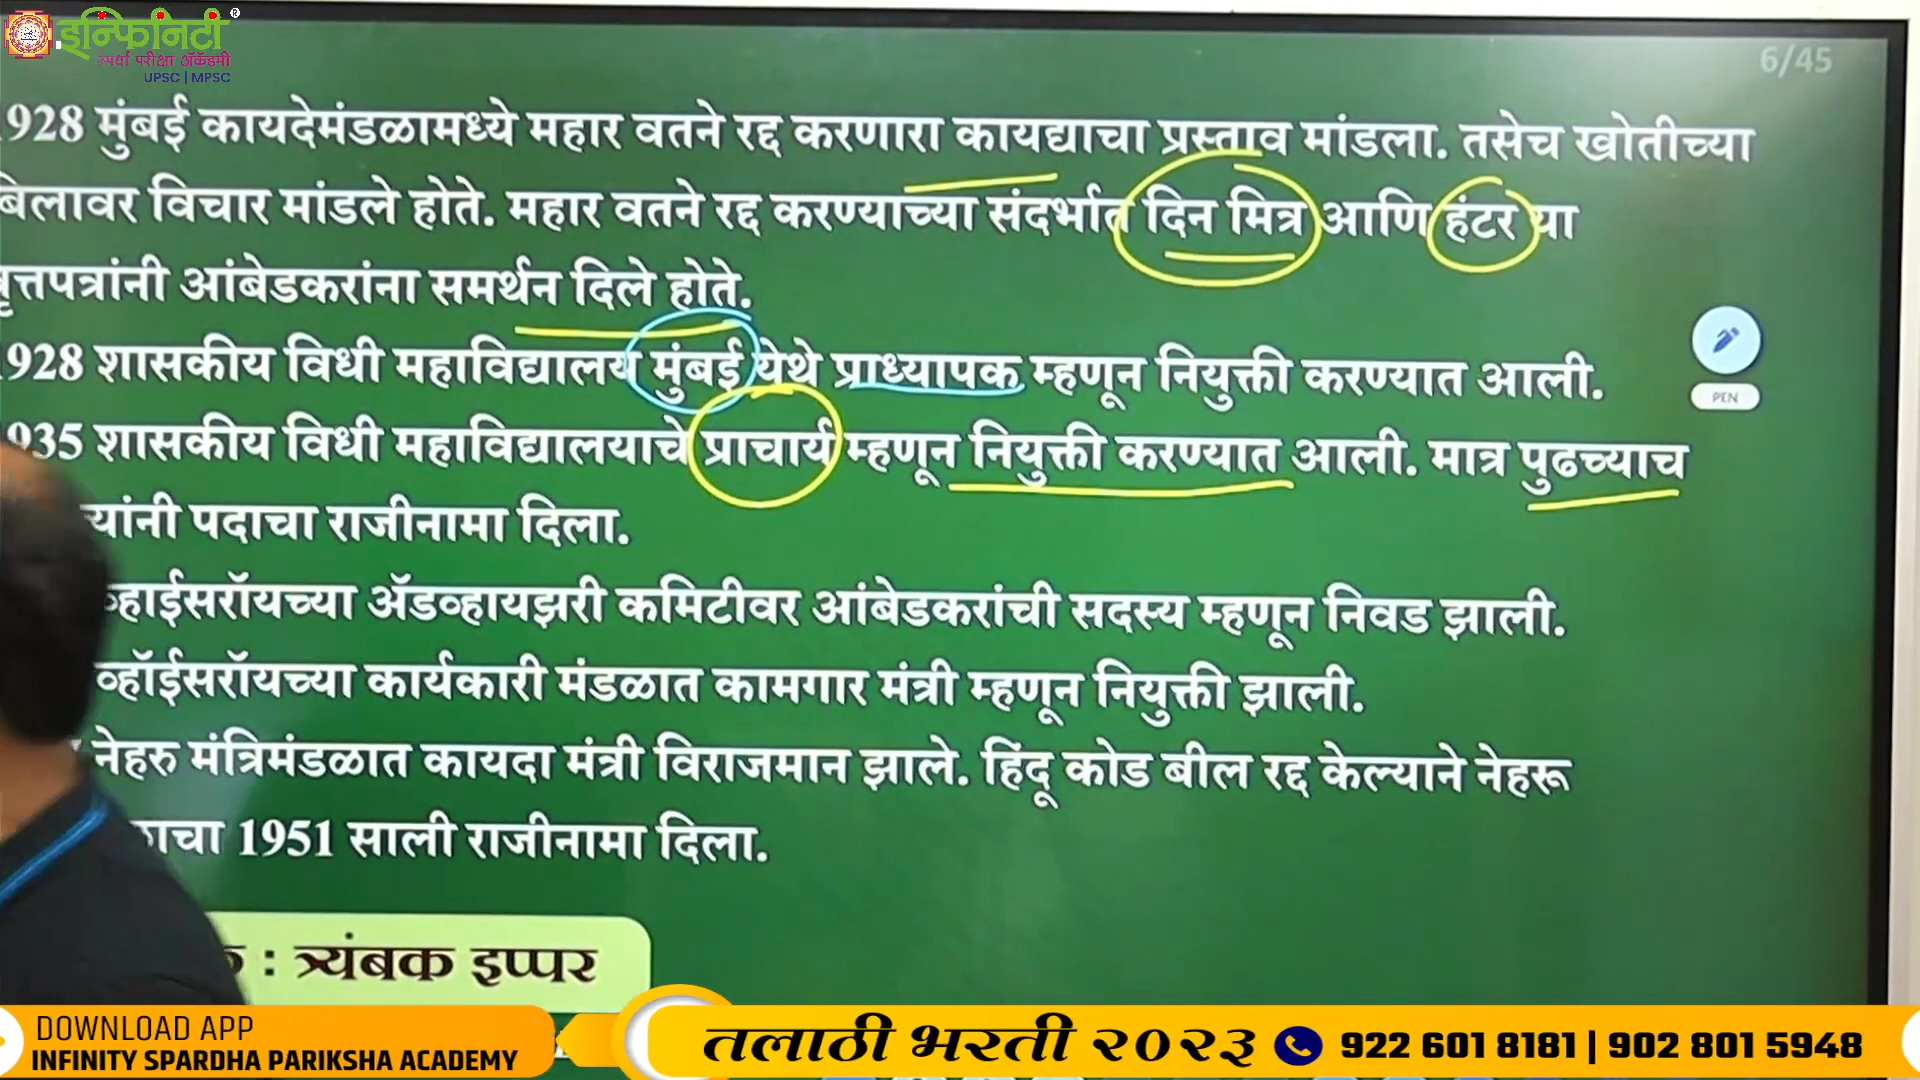 इन्फिनिटी
स्पर्धा परीक्षा अ‍ॅकॅडमी
UPSC | MPSC
6/45
1928 मुंबई कायदेमंडळामध्ये महार वतने रद्द करणारा कायद्याचा प्रस्ताव मांडला. तसेच खोतीच्या
बिलावर विचार मांडले होते. महार वतने रद्द करण्याच्या संदर्भात दिन मित्र आणि हंटर या
वृत्तपत्रांनी आंबेडकरांना समर्थन दिले होते.
1928 शासकीय विधी महाविद्यालय मुंबई येथे प्राध्यापक म्हणून नियुक्ती करण्यात आली.
PEN
1935 शासकीय विधी महाविद्यालयाचे प्राचार्य म्हणून नियुक्ती करण्यात आली. मात्र पुढच्याच
पदाचा राजीनामा दिला.
व्हाईसरॉयच्या ॲडव्हायझरी कमिटीवर आंबेडकरांची सदस्य म्हणून निवड झाली.
व्हॉईसरॉयच्या कार्यकारी मंडळात कामगार मंत्री म्हणून नियुक्ती झाली.
नेहरु मंत्रिमंडळात कायदा मंत्री विराजमान झाले. हिंदू कोड बील रद्द केल्याने नेहरू
1951 साली राजीनामा दिला.
: त्र्यंबक इप्पर
DOWNLOAD APP
INFINITY SPARDHA PARIKSHA ACADEMY
तलाठी भरती २०२३
922 601 8181 | 902 801 5948